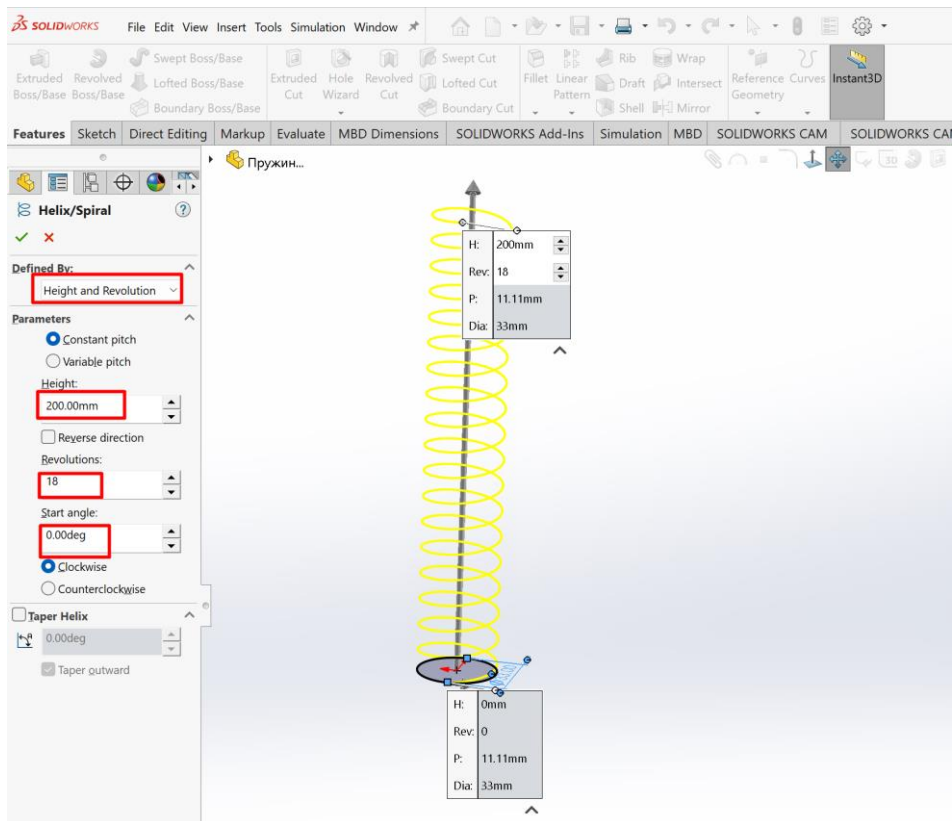 SOLIDWORKS File Edit View Insert Tools Simulation Window
Extruded Boss/Base
Revolved Boss/Base
Swept Boss/Base
Lofted Boss/Base
Boundary Boss/Base
Extruded Cut
Hole Wizard
Revolved Cut
Swept Cut
Lofted Cut
Boundary Cut
Fillet
Linear Pattern
Rib
Draft
Shell
Wrap
Intersect
Mirror
Reference Geometry
Curves
Instant3D
Features Sketch Direct Editing Markup Evaluate MBD Dimensions SOLIDWORKS Add-Ins Simulation MBD SOLIDWORKS CAM SOLIDWORKS CA
Пружин...
3D
Helix/Spiral
Defined By:
Height and Revolution
Parameters
Constant pitch
Variable pitch
Height:
200.00mm
Reverse direction
Revolutions:
18
Start angle:
0.00deg
Clockwise
Counterclockwise
Taper Helix
0.00deg
Taper outward
H: 200mm
Rev: 18
P: 11.11mm
Dia: 33mm
H: 0mm
Rev: 0
P: 11.11mm
Dia: 33mm